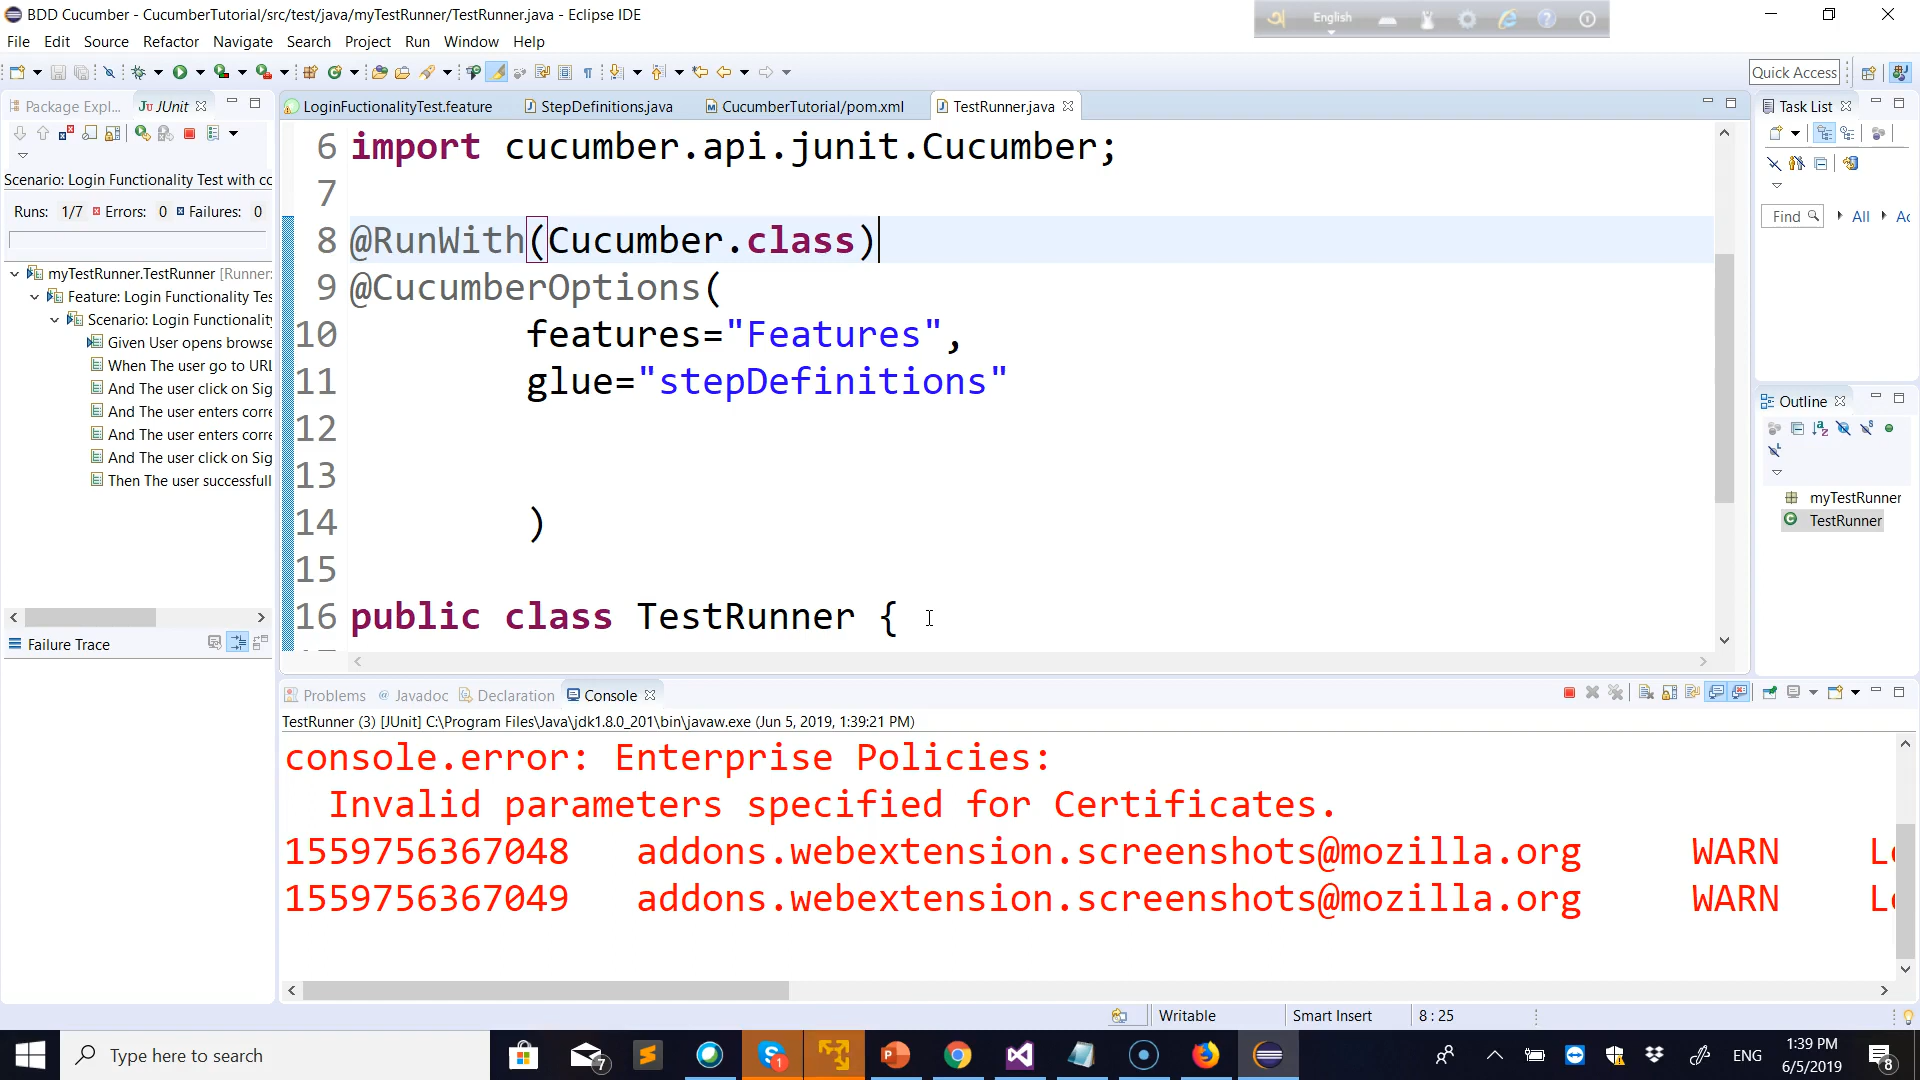 BDD Cucumber - CucumberTutorial/src/test/java/myTestRunner/TestRunner.java - Eclipse IDE
English
File Edit Source Refactor Navigate Search Project Run Window Help
Quick Access
Package Expl...
JUnit
LoginFuctionalityTest.feature
StepDefinitions.java
CucumberTutorial/pom.xml
TestRunner.java
Task List
Scenario: Login Functionality Test with cc
Runs: 1/7 Errors: 0 Failures: 0
myTestRunner.TestRunner [Runner:
Feature: Login Functionality Tes
Scenario: Login Functionality
Given User opens browse
When The user go to URL
And The user click on Sig
And The user enters corre
And The user enters corre
And The user click on Sig
Then The user successfull
Failure Trace
6 import cucumber.api.junit.Cucumber;
7
8 @RunWith(Cucumber.class)
9 @CucumberOptions(
10 features="Features",
11 glue="stepDefinitions"
12
13
14 )
15
16 public class TestRunner {
Find
All
Ac
Outline
myTestRunner
TestRunner
Problems
@ Javadoc
Declaration
Console
TestRunner (3) [JUnit] C:\Program Files\Java\jdk1.8.0_201\bin\javaw.exe (Jun 5, 2019, 1:39:21 PM)
console.error: Enterprise Policies:
Invalid parameters specified for Certificates.
1559756367048 addons.webextension.screenshots@mozilla.org WARN Lo
1559756367049 addons.webextension.screenshots@mozilla.org WARN Lo
Writable
Smart Insert
8 : 25
Type here to search
7
1
ENG
1:39 PM
6/5/2019
8